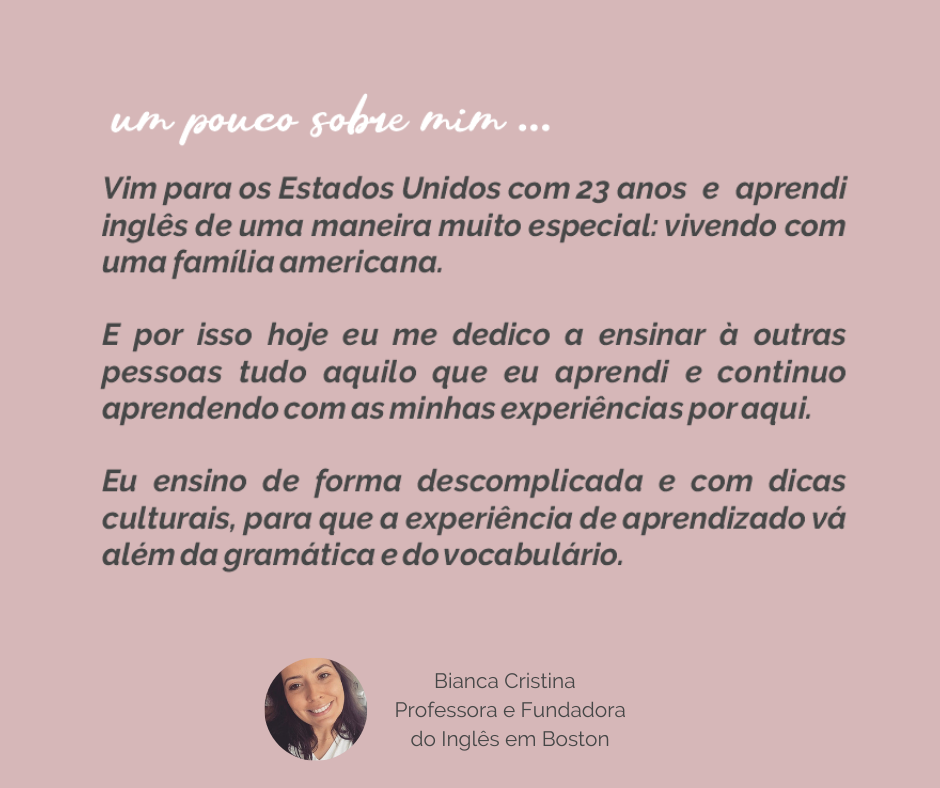 um pouco sobre mim ...
Vim para os Estados Unidos com 23 anos e aprendi
inglês de uma maneira muito especial: vivendo com
uma família americana.
E por isso hoje eu me dedico a ensinar à outras
pessoas tudo aquilo que eu aprendi e continuo
aprendendo com as minhas experiências por aqui.
Eu ensino de forma descomplicada e com dicas
culturais, para que a experiência de aprendizado vá
além da gramática e do vocabulário.
Bianca Cristina
Professora e Fundadora
do Inglês em Boston